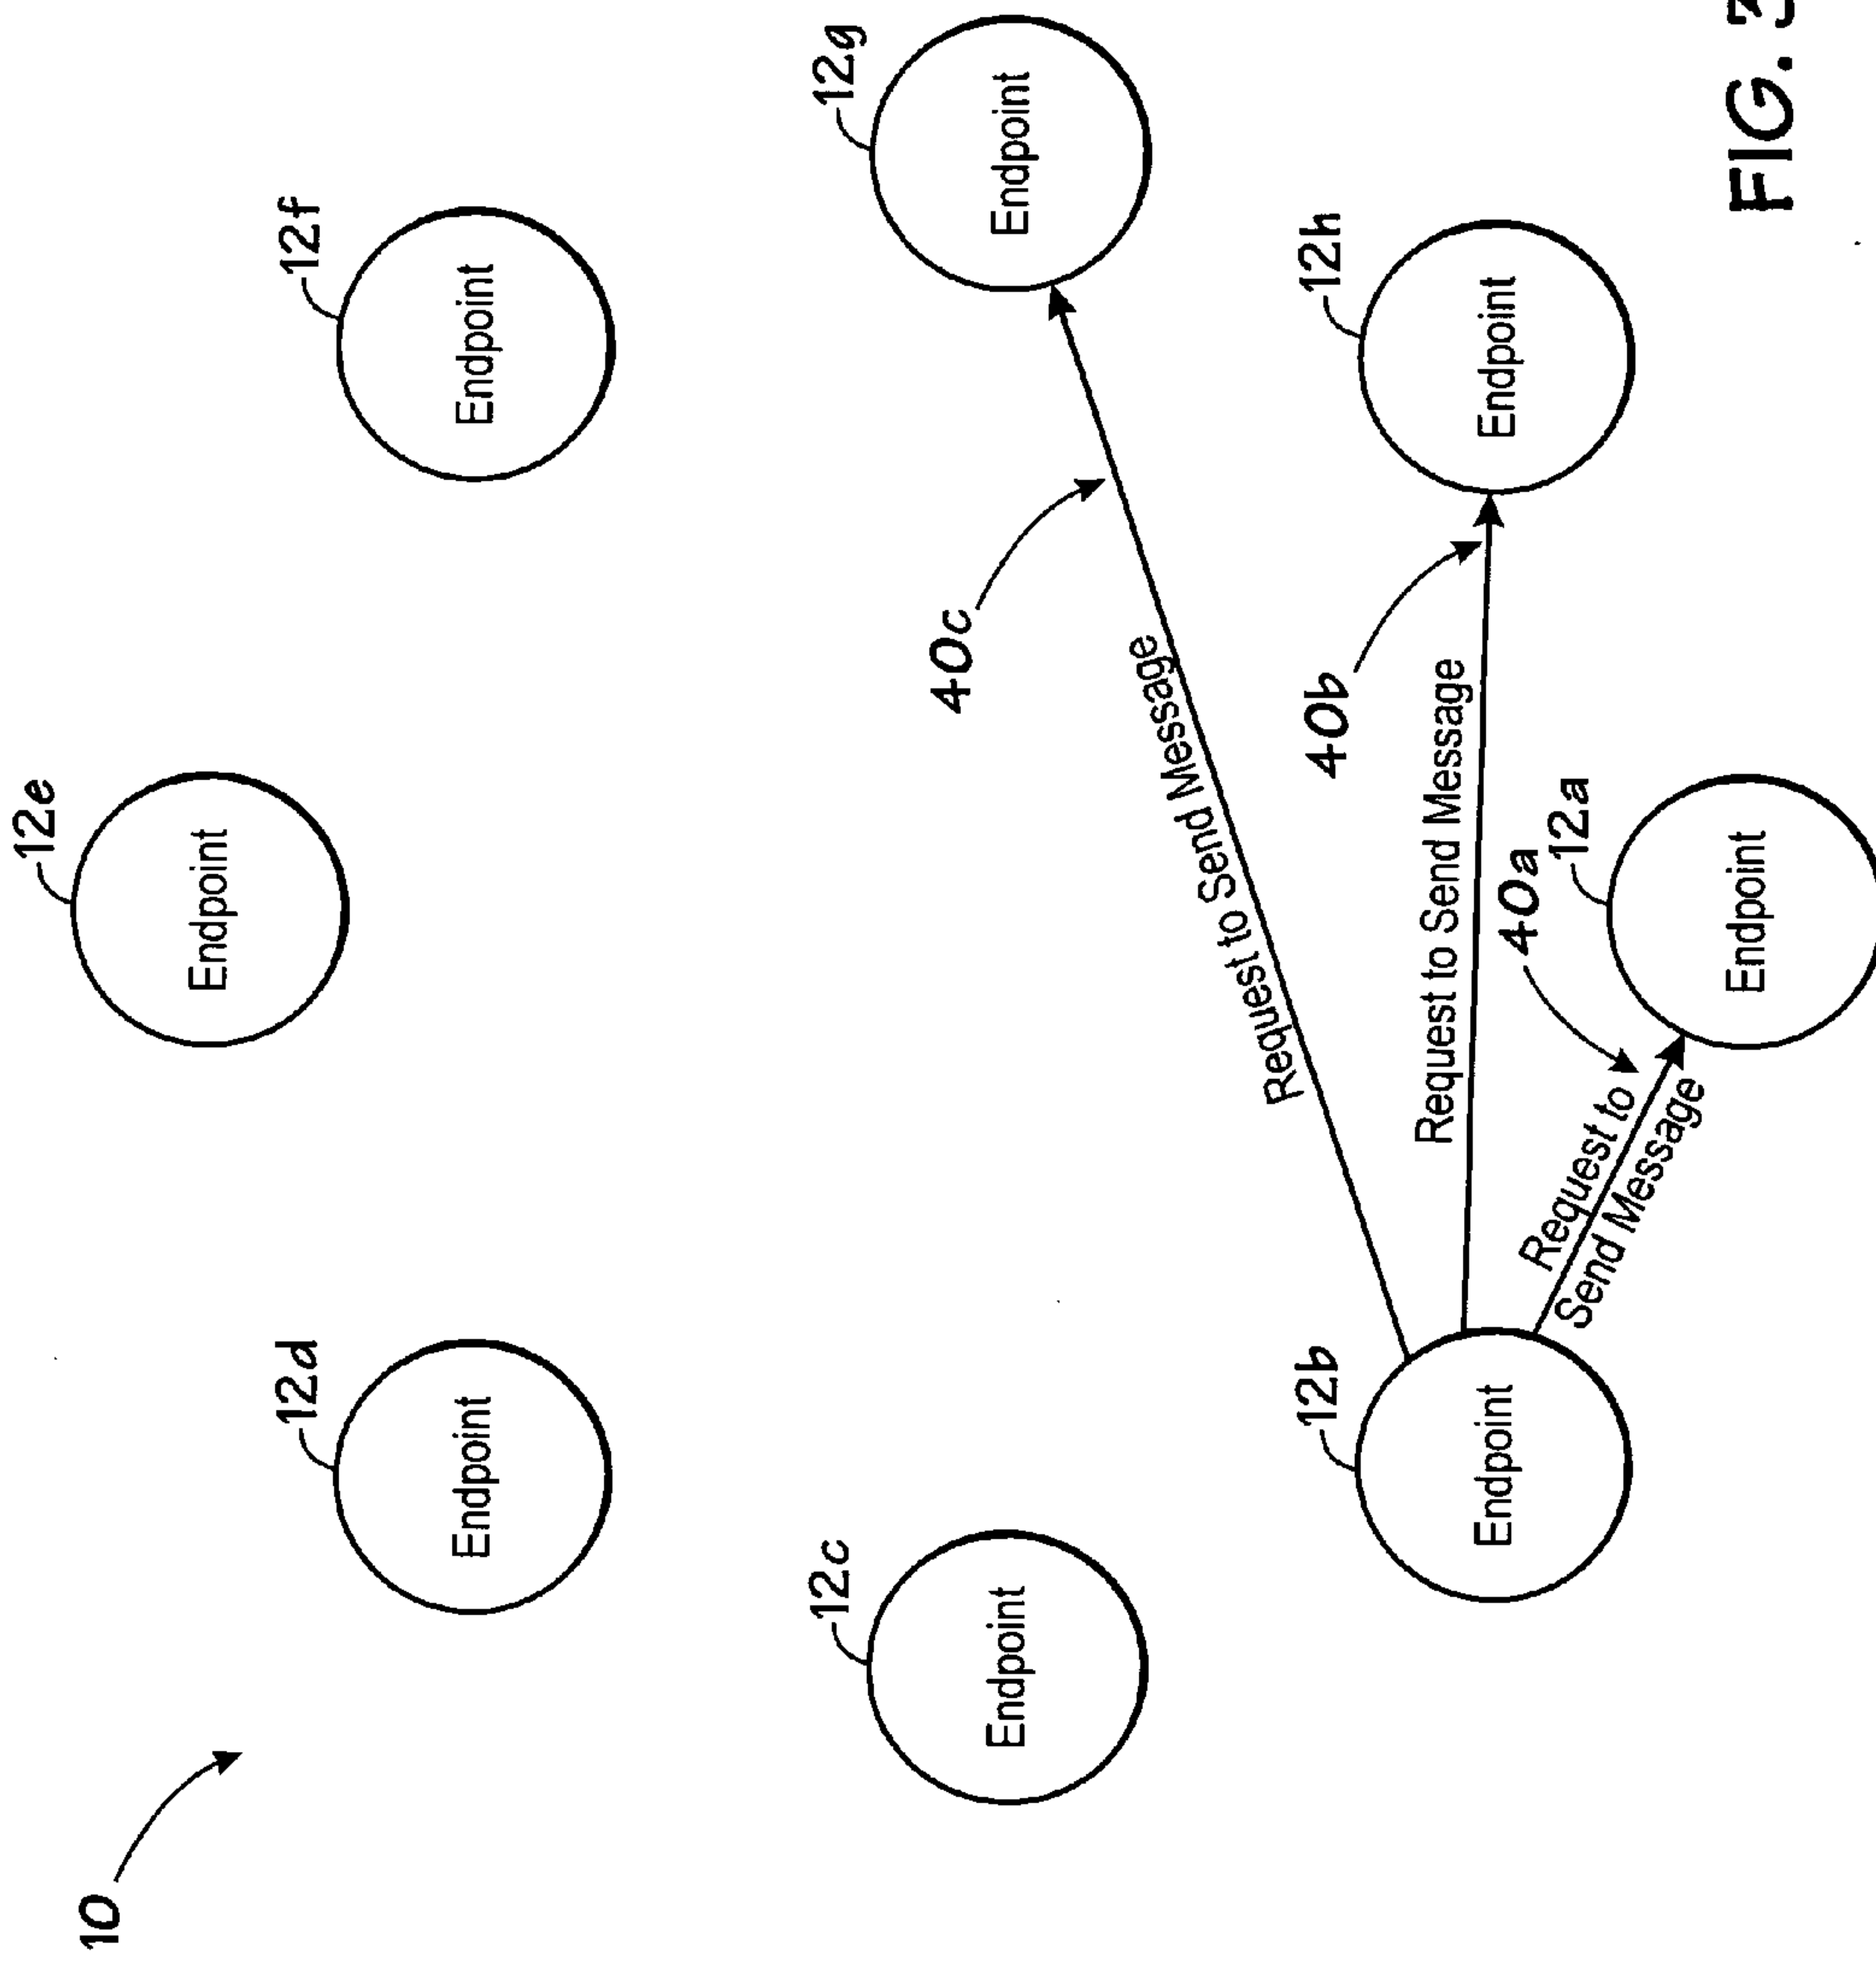 12e
10
Endpoint
12d
12f
Endpoint
Endpoint
12c
12g
Endpoint
Endpoint
40c
Request to Send Message
12b
40b
12h
Request to Send Message
Endpoint
Endpoint
40a
12a
Request to
Send Message
Endpoint
FIG. 3